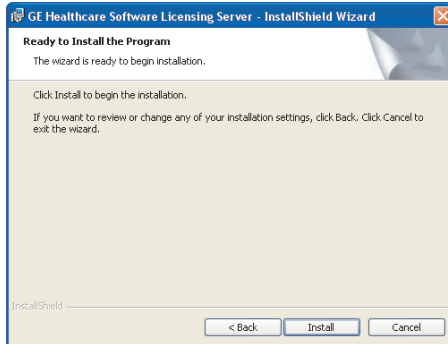 GE Healthcare Software Licensing Server - InstallShield Wizard
Ready to Install the Program
The wizard is ready to begin installation.
Click Install to begin the installation.
If you want to review or change any of your installation settings, click Back. Click Cancel to
exit the wizard.
InstallShield
< Back
Install
Cancel